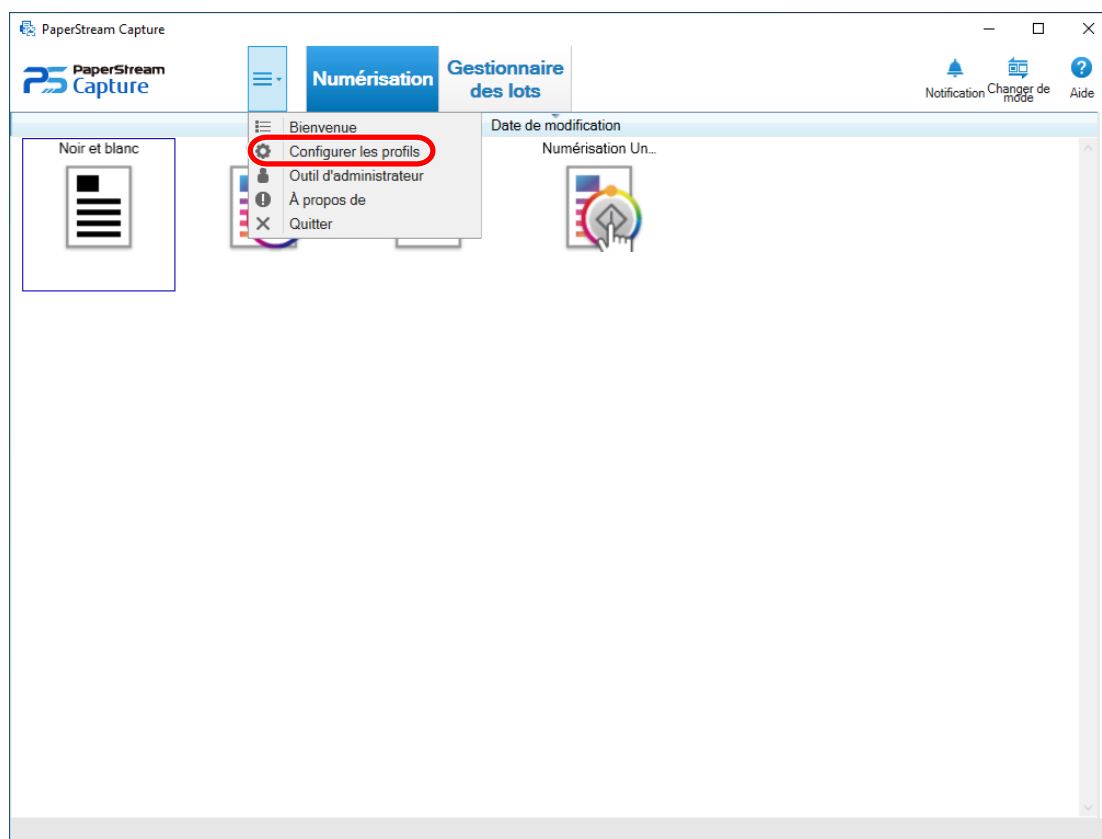 PaperStream Capture
PaperStream
Capture
Numérisation
Gestionnaire
des lots
Notification
Changer de
mode
Aide
Date de modification
Bienvenue
Configurer les profils
Outil d'administrateur
À propos de
Quitter
Noir et blanc
Numérisation Un...